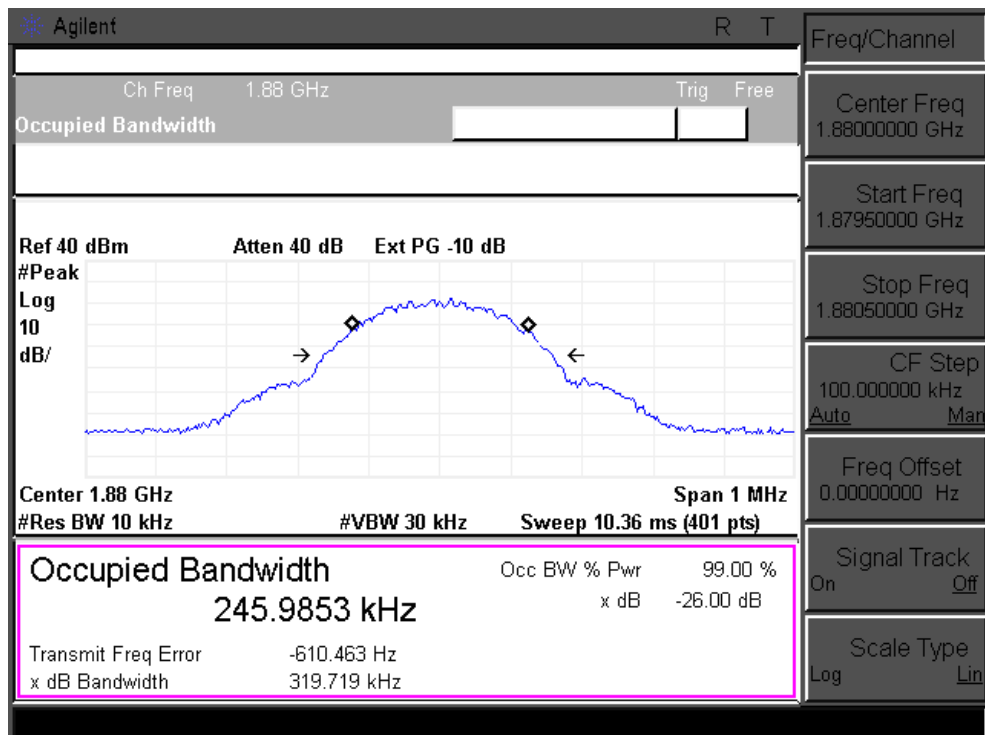 Agilent R T
Ch Freq 1.88 GHz Trig Free
Occupied Bandwidth
Ref 40 dBm Atten 40 dB Ext PG -10 dB
#Peak
Log
10
dB/
Center 1.88 GHz Span 1 MHz
#Res BW 10 kHz #VBW 30 kHz Sweep 10.36 ms (401 pts)
Occupied Bandwidth Occ BW % Pwr 99.00 %
245.9853 kHz x dB -26.00 dB
Transmit Freq Error -610.463 Hz
x dB Bandwidth 319.719 kHz
Freq/Channel
Center Freq
1.88000000 GHz
Start Freq
1.87950000 GHz
Stop Freq
1.88050000 GHz
CF Step
100.000000 kHz
Auto Man
Freq Offset
0.00000000 Hz
Signal Track
On Off
Scale Type
Log Lin